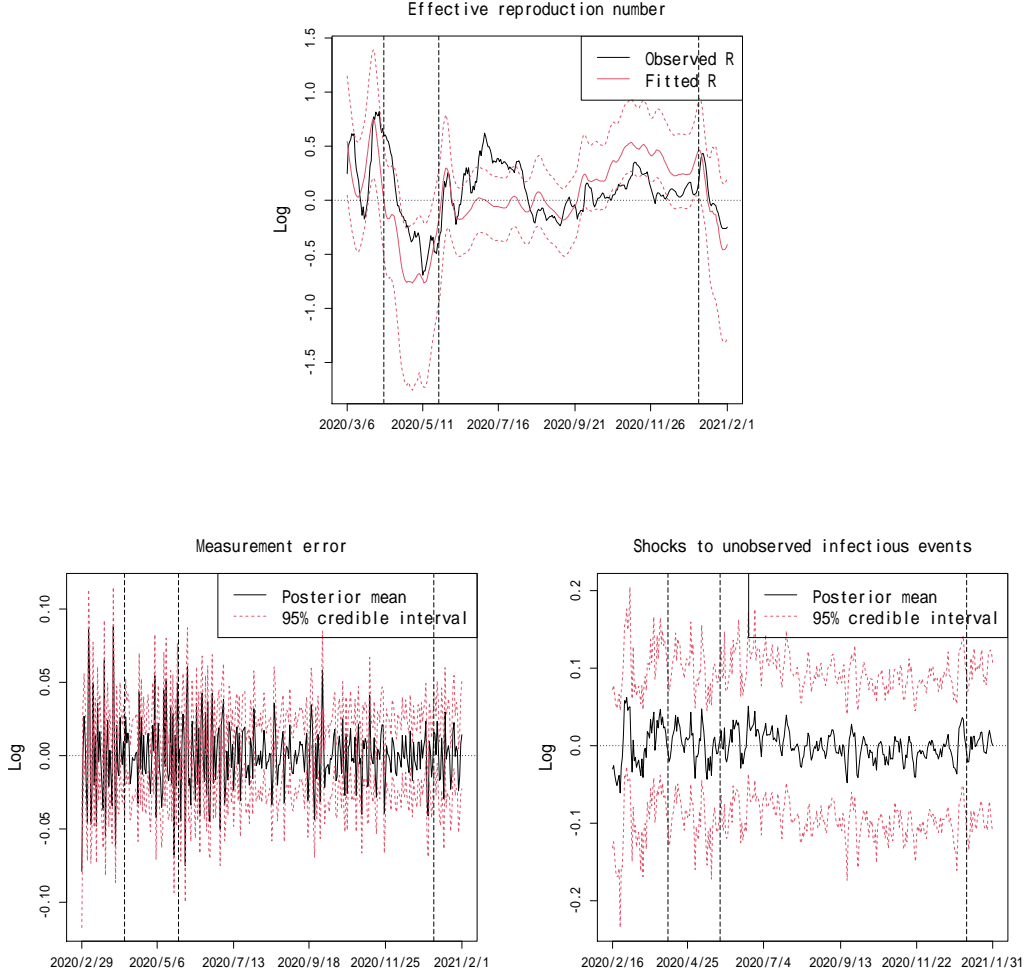 Effective reproduction number
Observed R
Fitted R
Log
1.5
1.0
0.5
0.0
-0.5
-1.0
-1.5
2020/3/6 2020/5/11 2020/7/16 2020/9/21 2020/11/26 2021/2/1
Measurement error
Posterior mean
95% credible interval
Log
0.10
0.05
0.00
-0.05
-0.10
2020/2/29 2020/5/6 2020/7/13 2020/9/18 2020/11/25 2021/2/1
Shocks to unobserved infectious events
Posterior mean
95% credible interval
Log
0.2
0.1
0.0
-0.1
-0.2
2020/2/16 2020/4/25 2020/7/4 2020/9/13 2020/11/22 2021/1/31